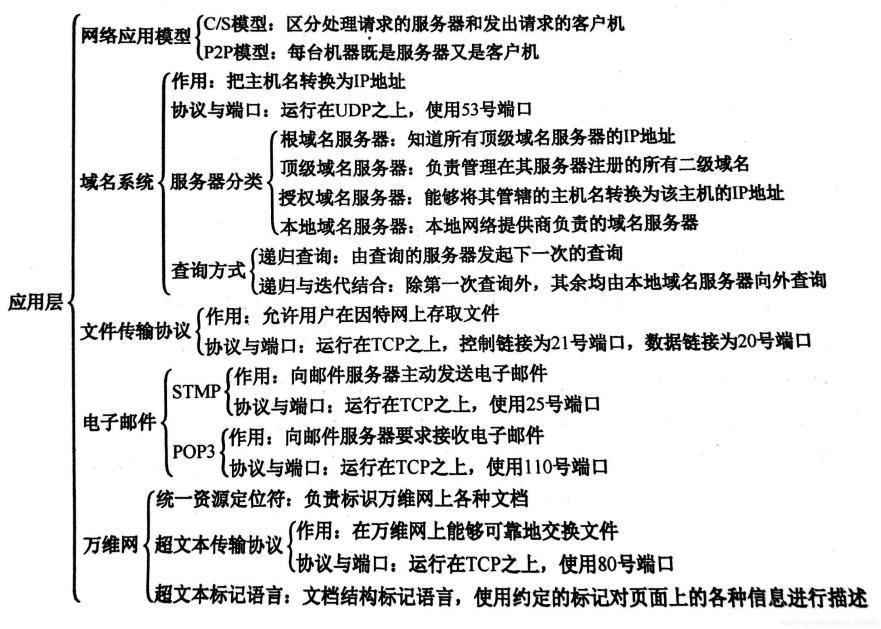 网络应用模型
C/S模型：区分处理请求的服务器和发出请求的客户机
P2P模型：每台机器既是服务器又是客户机
作用：把主机名转换为IP地址
协议与端口：运行在UDP之上，使用53号端口
根域名服务器：知道所有顶级域名服务器的IP地址
顶级域名服务器：负责管理在其服务器注册的所有二级域名
域名系统
服务器分类
授权域名服务器：能够将其管辖的主机名转换为该主机的IP地址
本地域名服务器：本地网络提供商负责的域名服务器
查询方式
递归查询：由查询的服务器发起下一次的查询
递归与迭代结合：除第一次查询外，其余均由本地域名服务器向外查询
应用层
文件传输协议
作用：允许用户在因特网上存取文件
协议与端口：运行在TCP之上，控制链接为21号端口，数据链接为20号端口
电子邮件
STMP
作用：向邮件服务器主动发送电子邮件
协议与端口：运行在TCP之上，使用25号端口
POP3
作用：向邮件服务器要求接收电子邮件
协议与端口：运行在TCP之上，使用110号端口
万维网
统一资源定位符：负责标识万维网上各种文档
超文本传输协议
作用：在万维网上能够可靠地交换文件
协议与端口：运行在TCP之上，使用80号端口
超文本标记语言：文档结构标记语言，使用约定的标记对页面上的各种信息进行描述